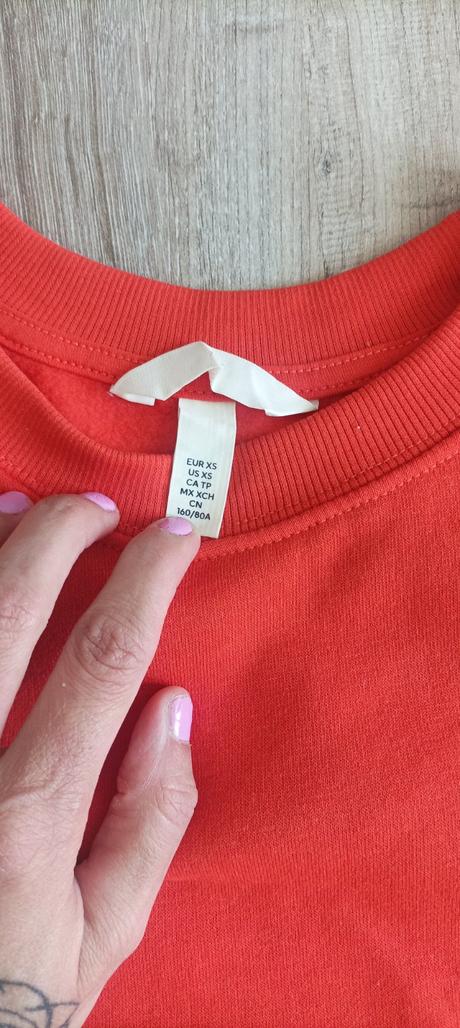 EUR XS
US XS
CA TP
MX XCH
CN
160/80A